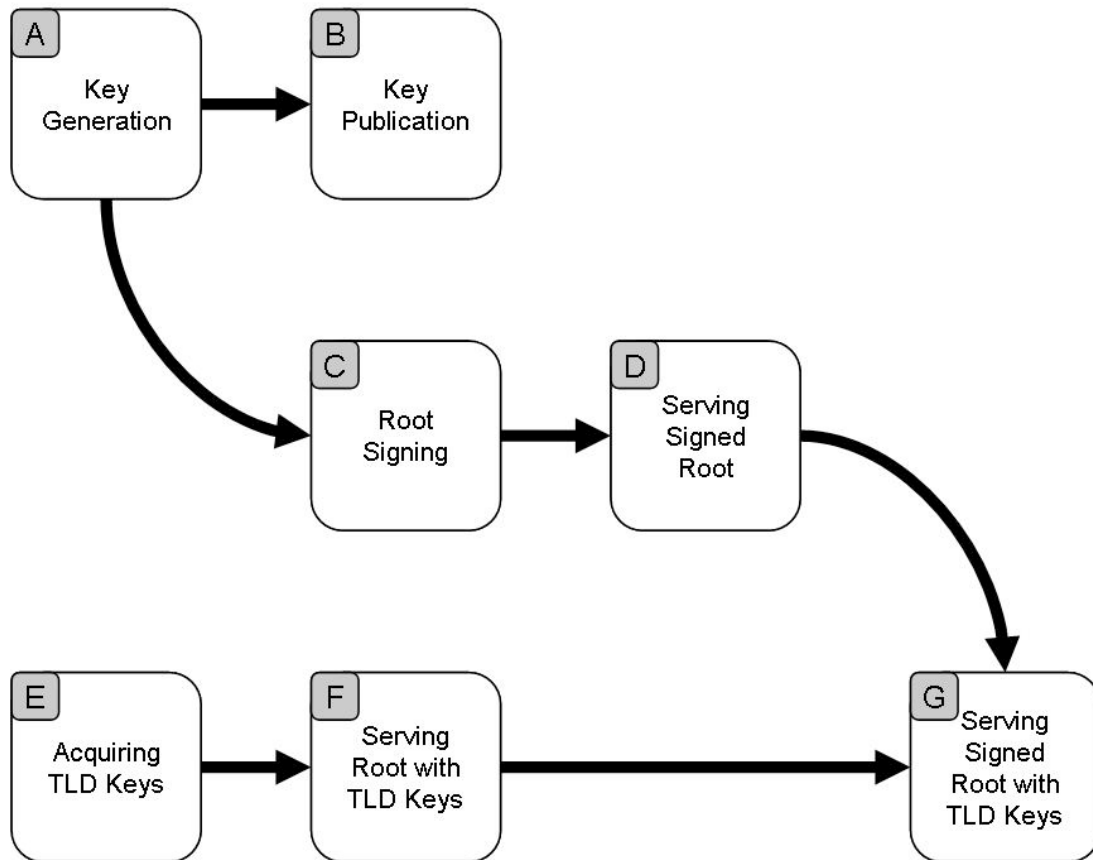 A
Key
Generation
B
Key
Publication
C
Root
Signing
D
Serving
Signed
Root
E
Acquiring
TLD Keys
F
Serving
Root with
TLD Keys
G
Serving
Signed
Root with
TLD Keys